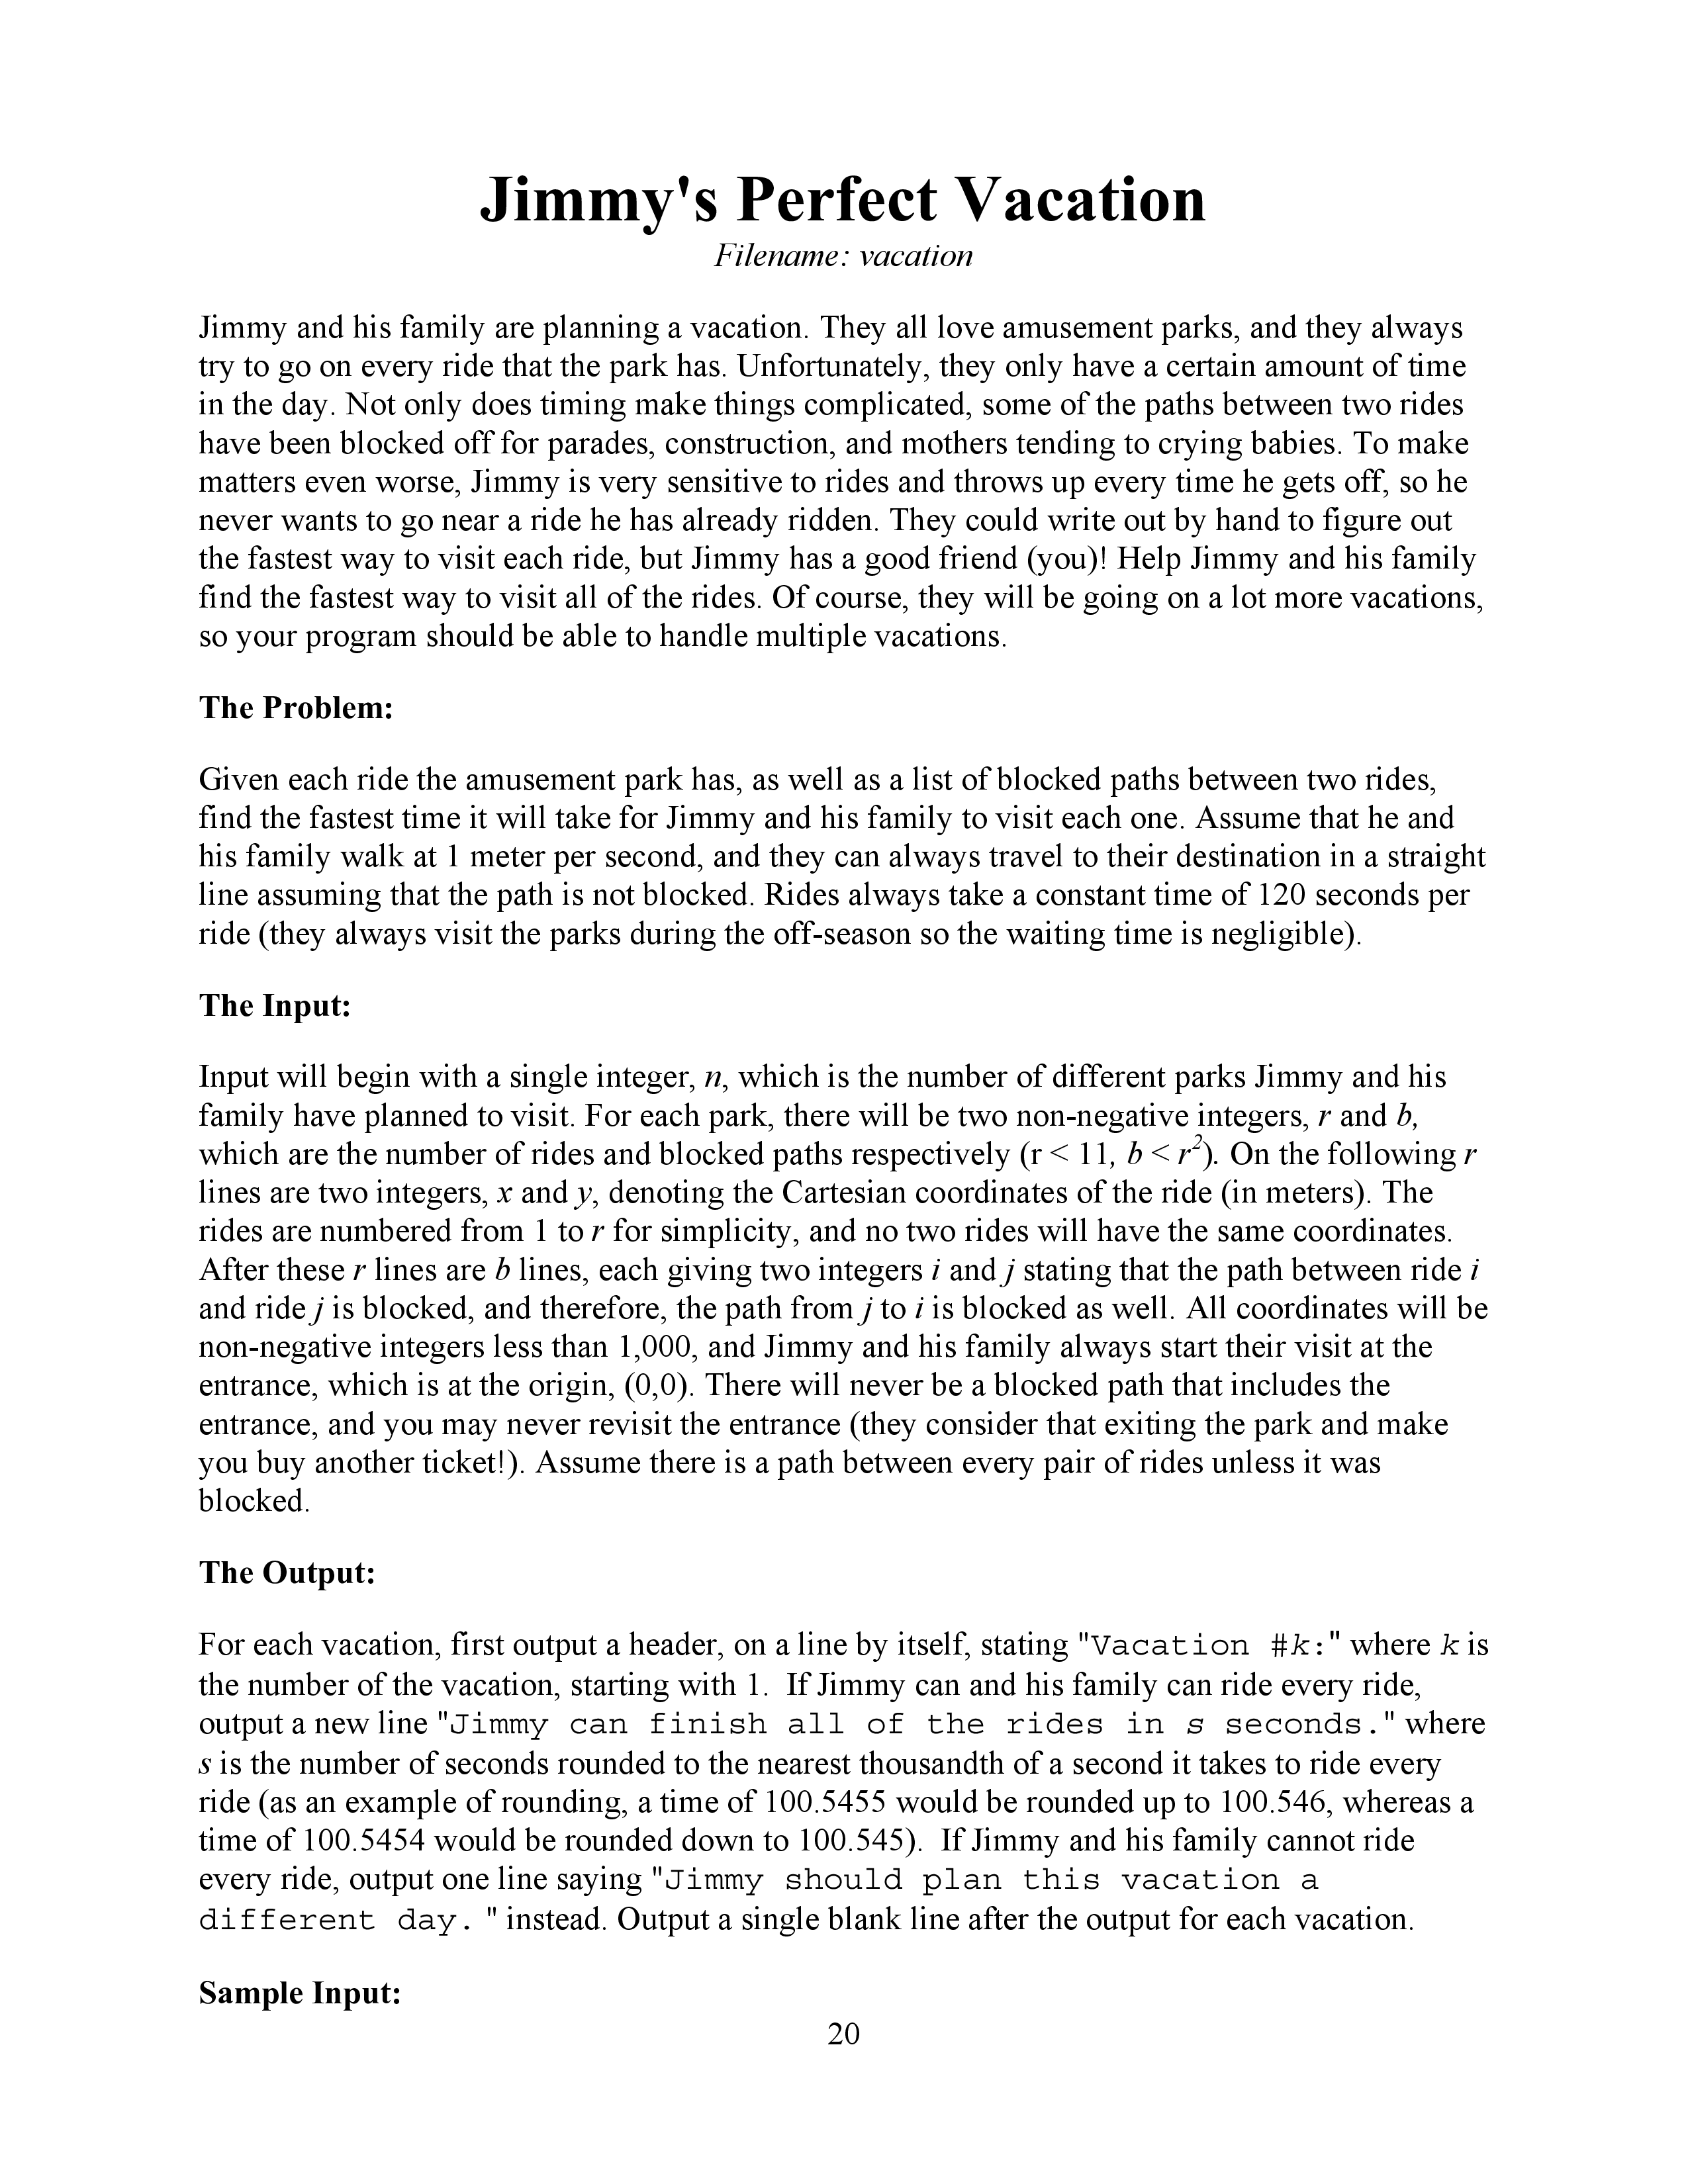 Jimmy's Perfect Vacation
Filename: vacation
Jimmy and his family are planning a vacation. They all love amusement parks, and they always
try to go on every ride that the park has. Unfortunately, they only have a certain amount of time
in the day. Not only does timing make things complicated, some of the paths between two rides
have been blocked off for parades, construction, and mothers tending to crying babies. To make
matters even worse, Jimmy is very sensitive to rides and throws up every time he gets off, so he
never wants to go near a ride he has already ridden. They could write out by hand to figure out
the fastest way to visit each ride, but Jimmy has a good friend (you)! Help Jimmy and his family
find the fastest way to visit all of the rides. Of course, they will be going on a lot more vacations,
so your program should be able to handle multiple vacations.
The Problem:
Given each ride the amusement park has, as well as a list of blocked paths between two rides,
find the fastest time it will take for Jimmy and his family to visit each one. Assume that he and
his family walk at 1 meter per second, and they can always travel to their destination in a straight
line assuming that the path is not blocked. Rides always take a constant time of 120 seconds per
ride (they always visit the parks during the off-season so the waiting time is negligible).
The Input:
Input will begin with a single integer, n, which is the number of different parks Jimmy and his
family have planned to visit. For each park, there will be two non-negative integers, r and b,
which are the number of rides and blocked paths respectively (r < 11, b < r²). On the following r
lines are two integers, x and y, denoting the Cartesian coordinates of the ride (in meters). The
rides are numbered from 1 to r for simplicity, and no two rides will have the same coordinates.
After these r lines are b lines, each giving two integers i and j stating that the path between ride i
and ride j is blocked, and therefore, the path from j to i is blocked as well. All coordinates will be
non-negative integers less than 1,000, and Jimmy and his family always start their visit at the
entrance, which is at the origin, (0,0). There will never be a blocked path that includes the
entrance, and you may never revisit the entrance (they consider that exiting the park and make
you buy another ticket!). Assume there is a path between every pair of rides unless it was
blocked.
The Output:
For each vacation, first output a header, on a line by itself, stating "Vacation #k:" where k is
the number of the vacation, starting with 1.  If Jimmy can and his family can ride every ride,
output a new line "Jimmy can finish all of the rides in s seconds." where
s is the number of seconds rounded to the nearest thousandth of a second it takes to ride every
ride (as an example of rounding, a time of 100.5455 would be rounded up to 100.546, whereas a
time of 100.5454 would be rounded down to 100.545).  If Jimmy and his family cannot ride
every ride, output one line saying "Jimmy should plan this vacation a
different day. " instead. Output a single blank line after the output for each vacation.
Sample Input:
20